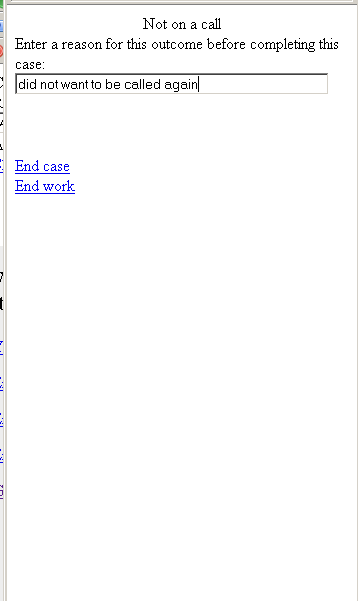 Not on a call
Enter a reason for this outcome before completing this
case:
did not want to be called again
End case
End work